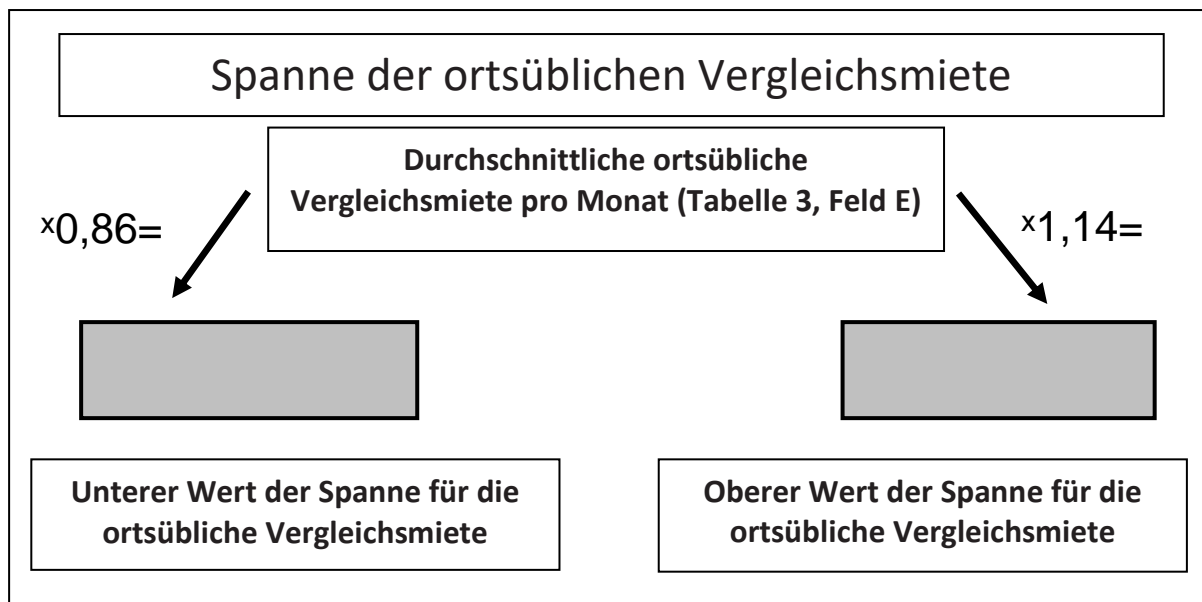 Spanne der ortsüblichen Vergleichsmiete
Durchschnittliche ortsübliche
Vergleichsmiete pro Monat (Tabelle 3, Feld E)
x0,86=
x1,14=
Unterer Wert der Spanne für die
ortsübliche Vergleichsmiete
Oberer Wert der Spanne für die
ortsübliche Vergleichsmiete